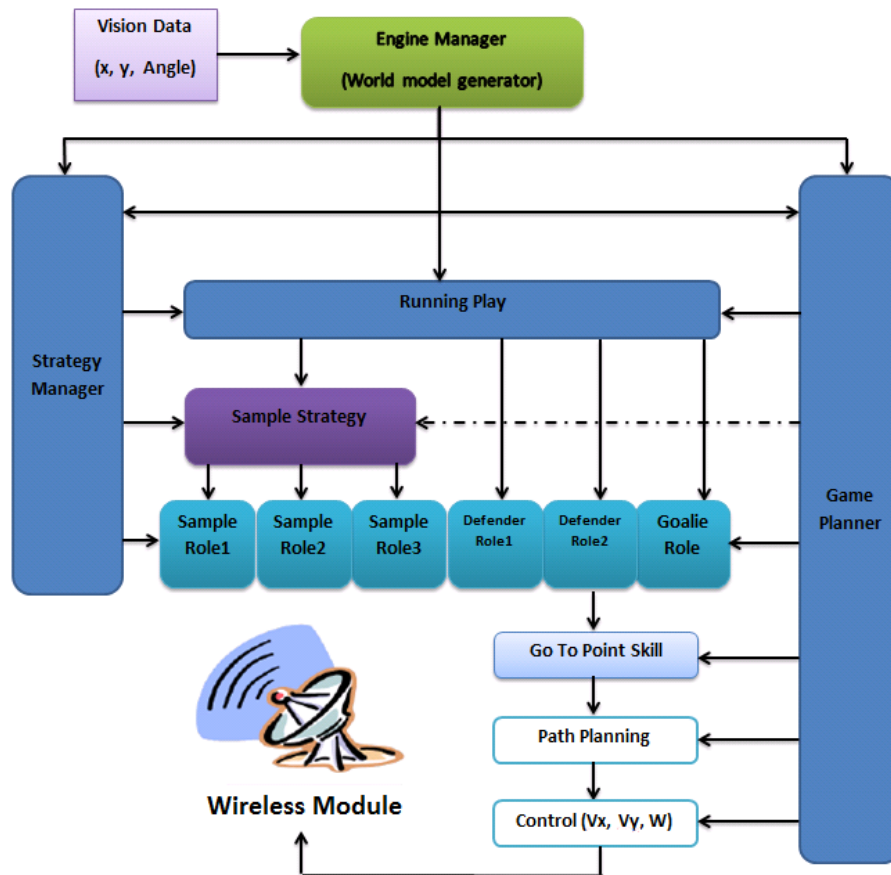 Vision Data
(x, y, Angle)
Engine Manager
(World model generator)
Running Play
Strategy
Manager
Sample Strategy
Game
Planner
Sample
Role1
Sample
Role2
Sample
Role3
Defender
Role1
Defender
Role2
Goalie
Role
Go To Point Skill
Path Planning
Wireless Module
Control (Vx, Vy, W)